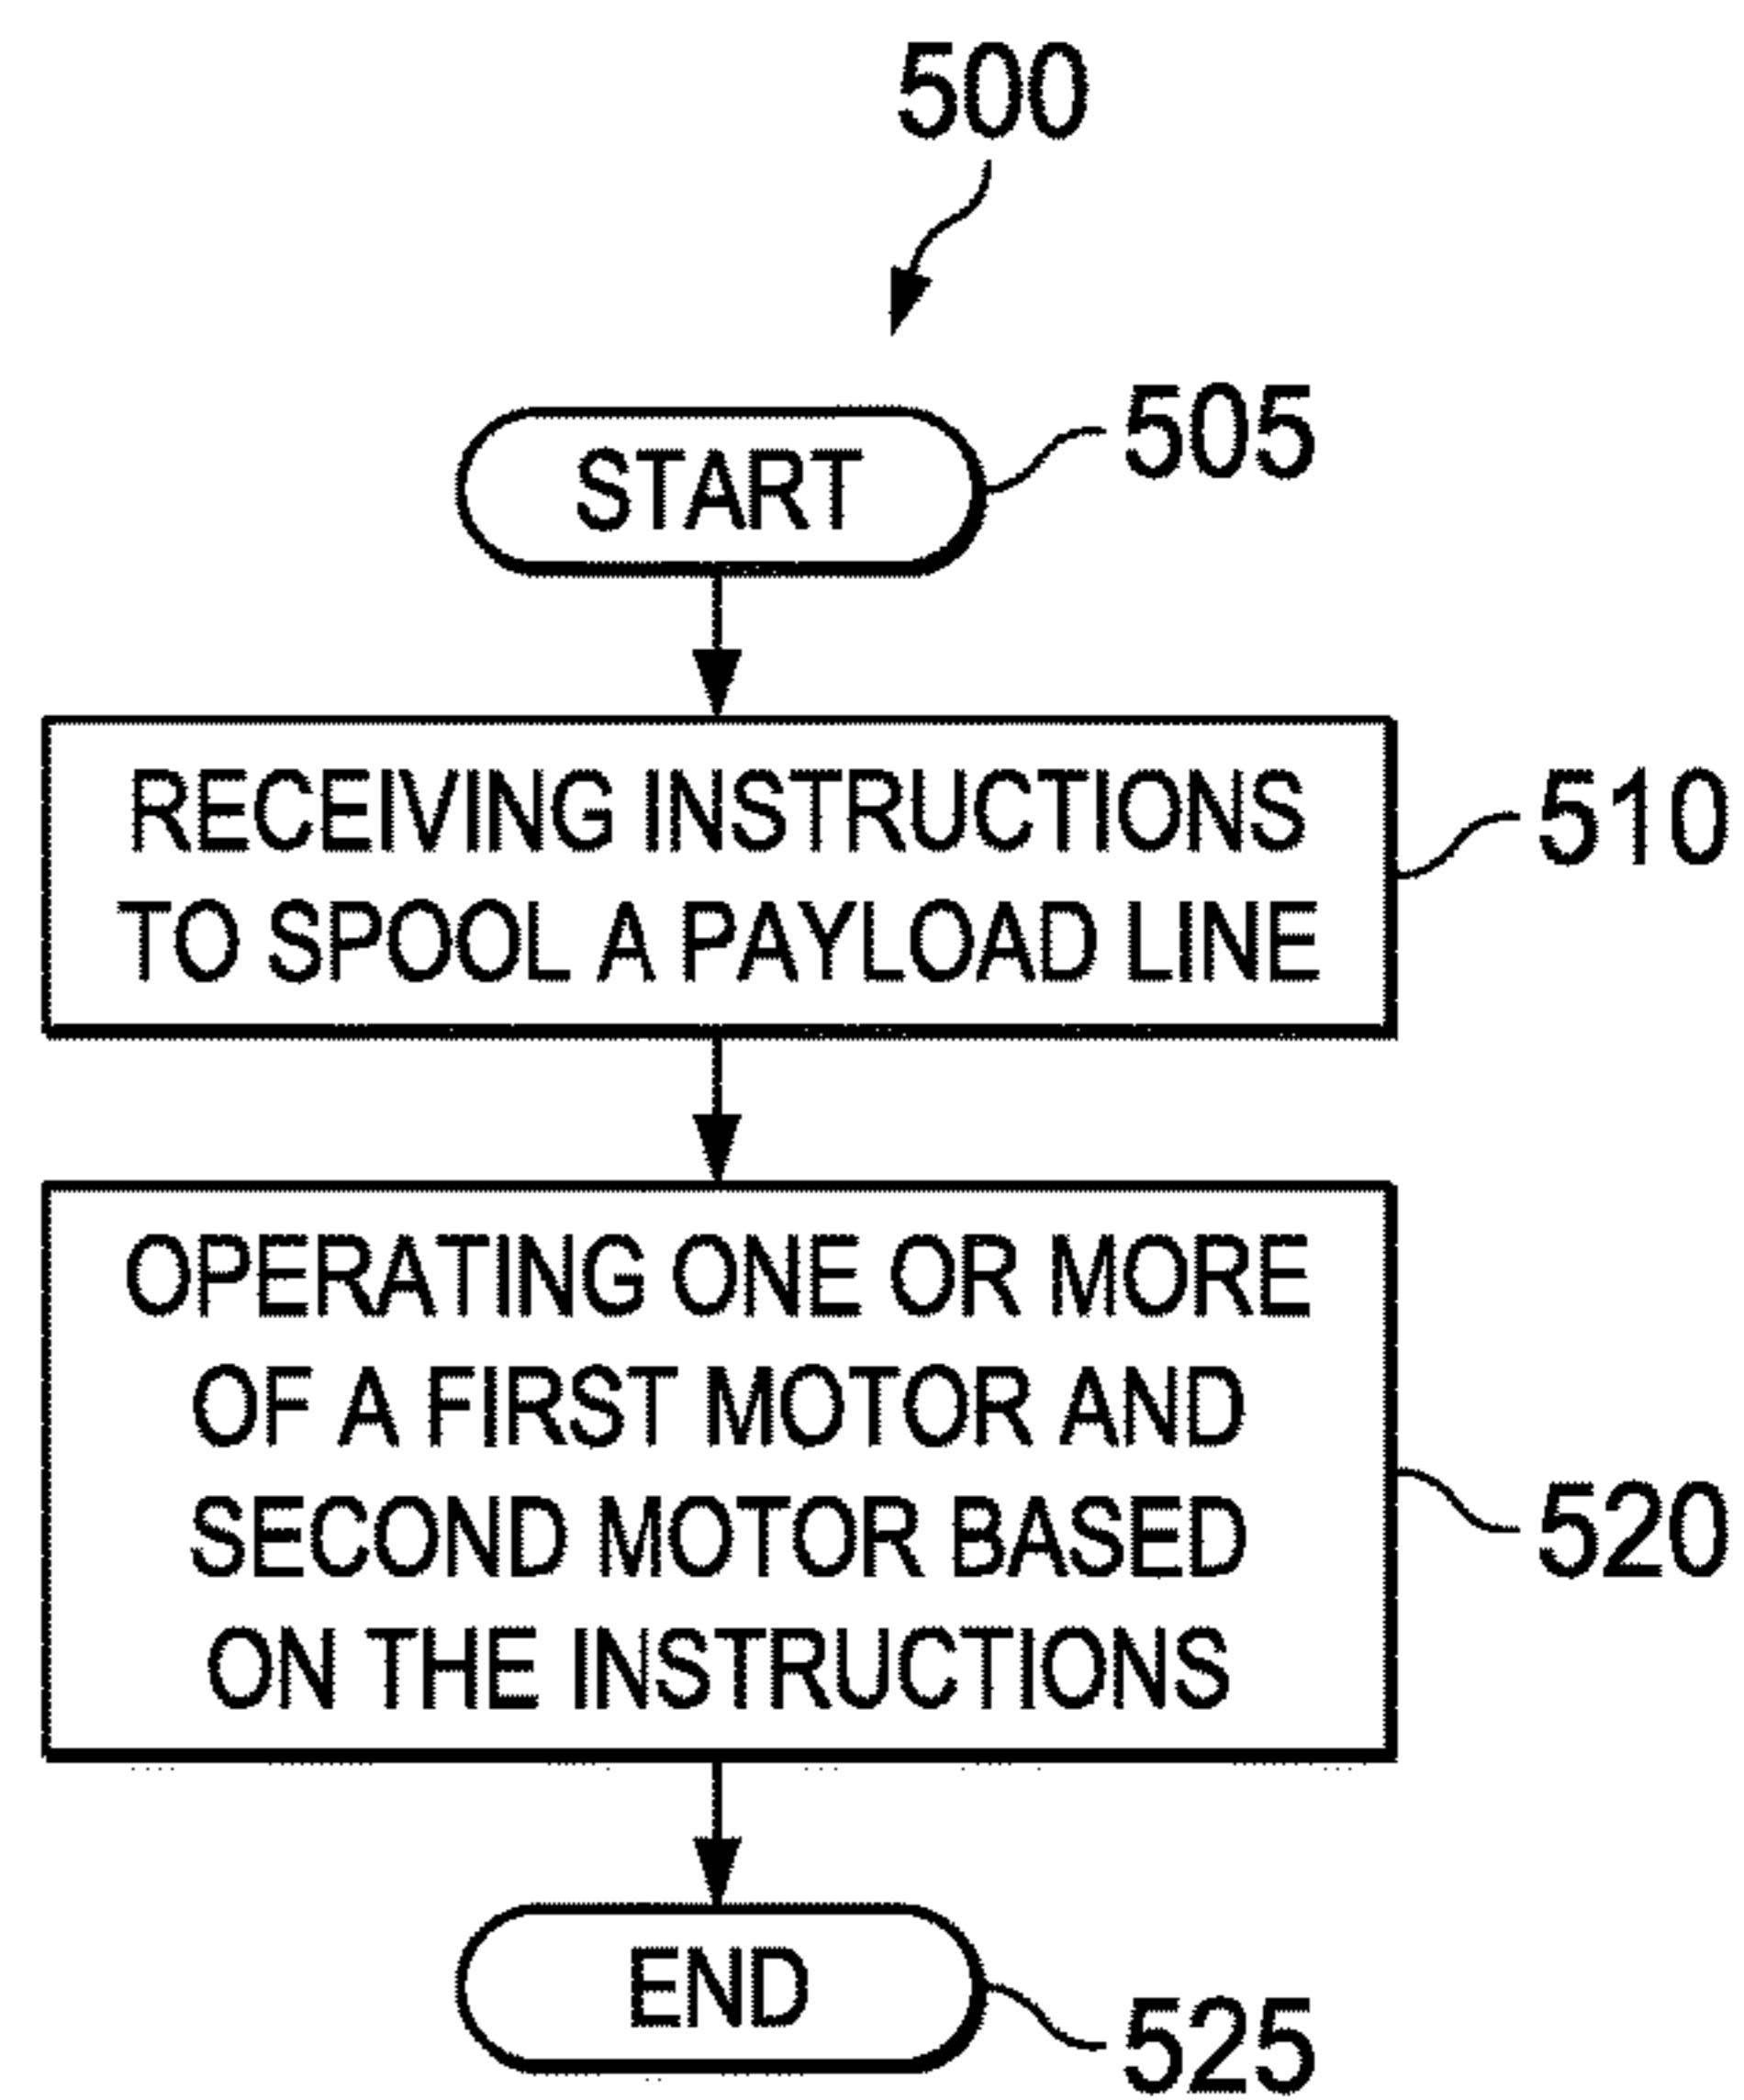 500
START
505
RECEIVING INSTRUCTIONS
TO SPOOL A PAYLOAD LINE
510
OPERATING ONE OR MORE
OF A FIRST MOTOR AND
SECOND MOTOR BASED
ON THE INSTRUCTIONS
520
END
525